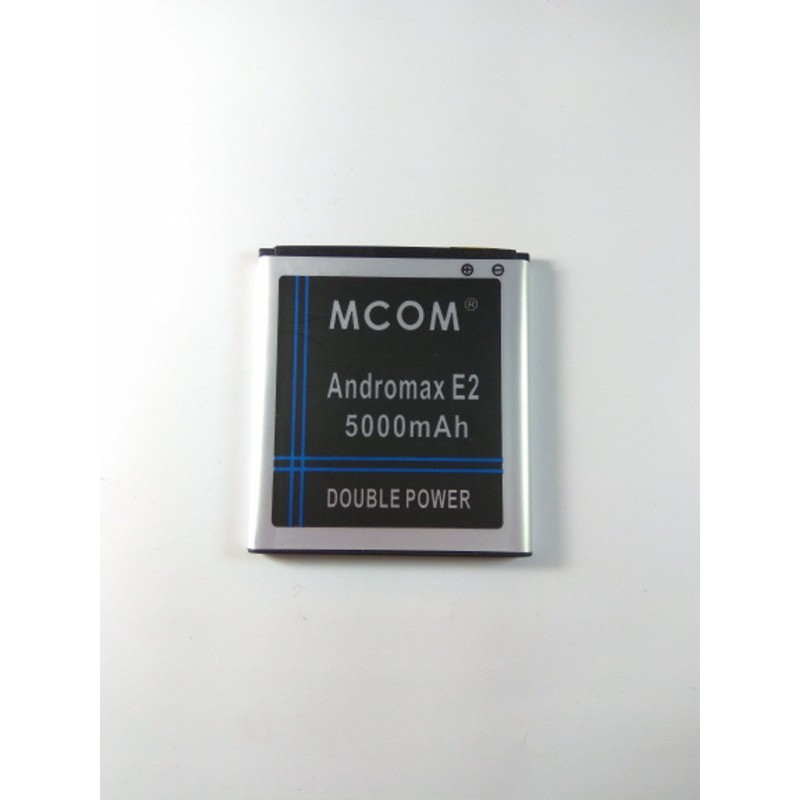 MCOM®
Andromax E2
5000mAh
DOUBLE POWER